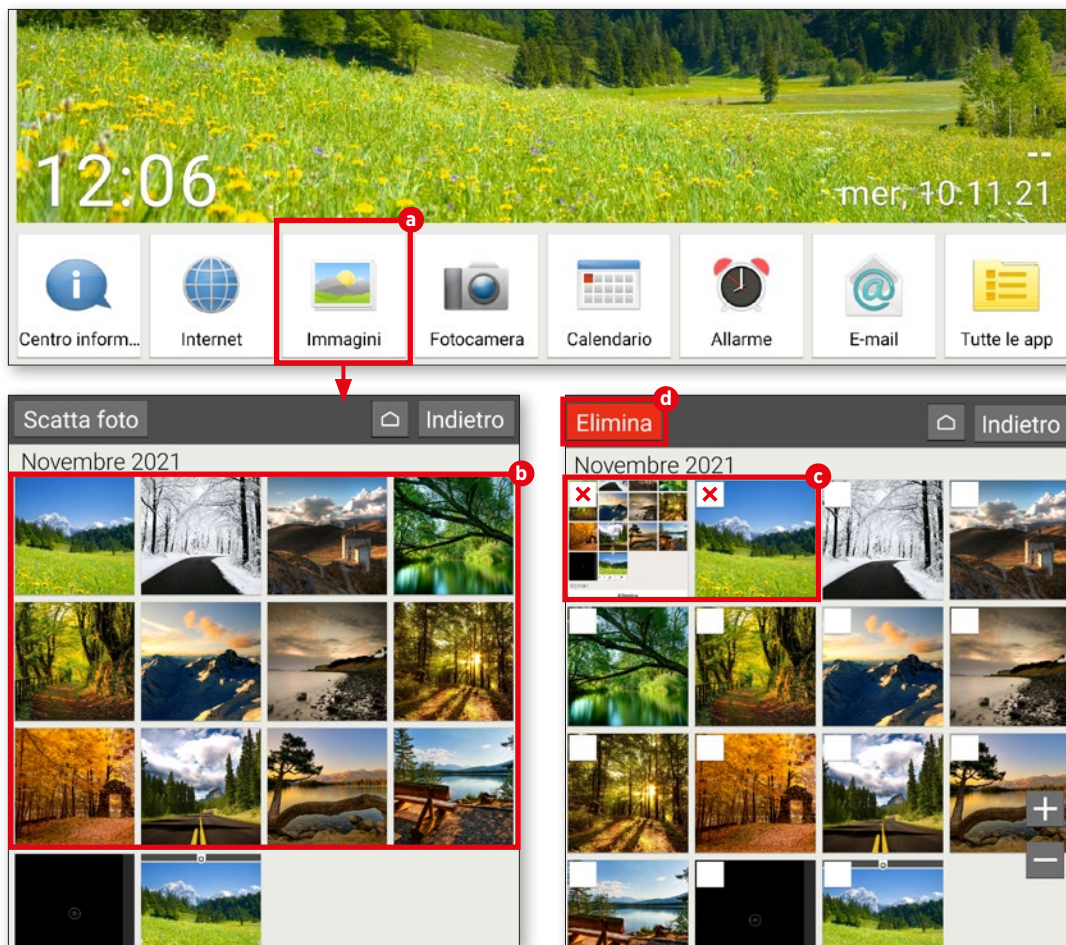 12:06
--
mer, 10.11.21
a
Centro inform...
Internet
Immagini
Fotocamera
Calendario
Allarme
E-mail
Tutte le app
Scatta foto
Indietro
Novembre 2021
b
Elimina
d
Indietro
Novembre 2021
c
Elimina
+
−